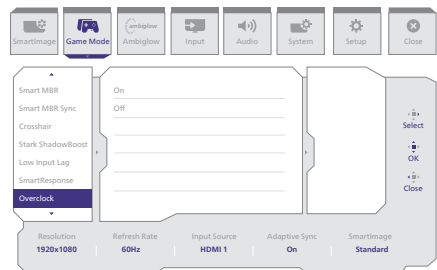 ambiglow
SmartImage Game Mode Ambiglow Input Audio System Setup Close
Smart MBR On
Smart MBR Sync Off
Crosshair
Stark ShadowBoost
Low Input Lag
SmartResponse
Overclock
Select
OK
Close
Resolution Refresh Rate Input Source Adaptive Sync SmartImage
1920x1080 60Hz HDMI 1 On Standard